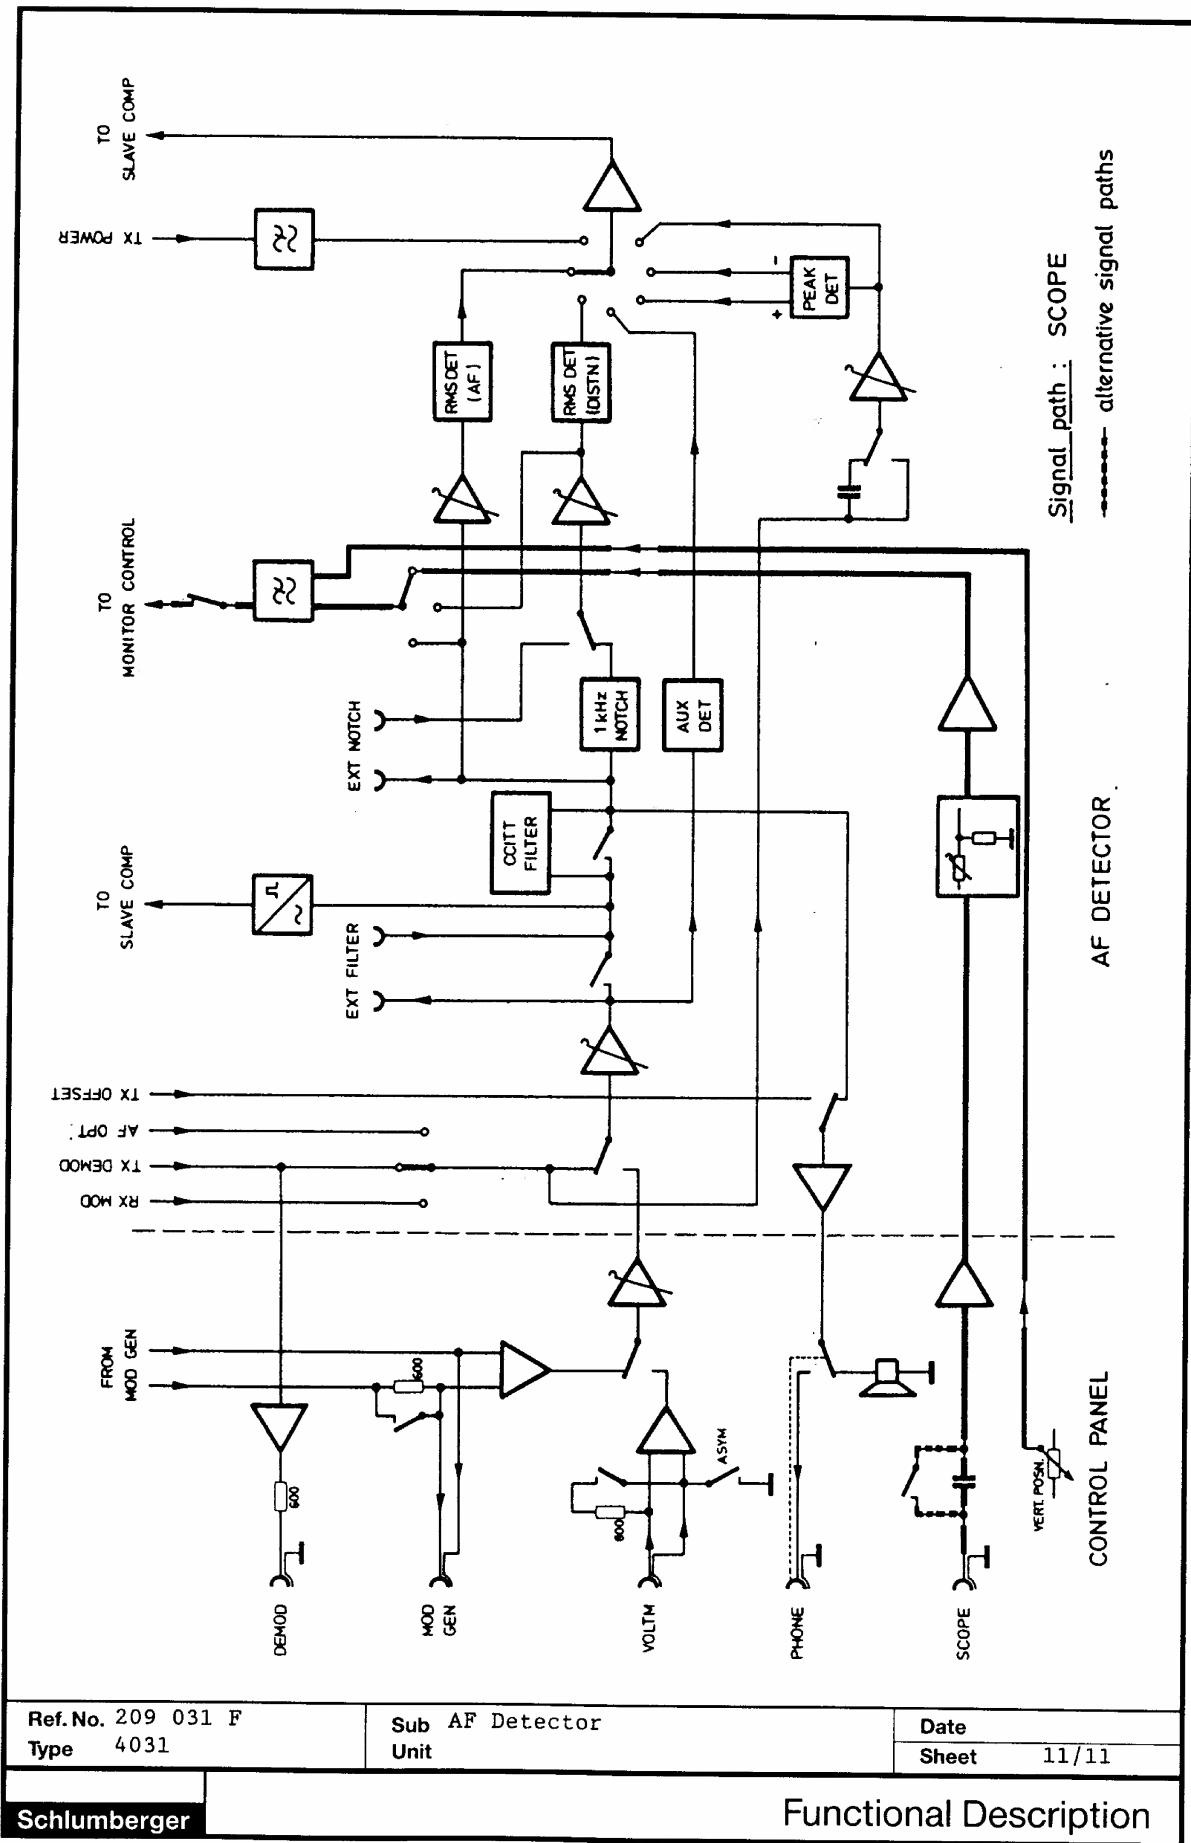 TO
SLAVE COMP
TX POWER
TO
MONITOR CONTROL
EXT NOTCH
EXT FILTER
TO
SLAVE COMP
TX OFFSET
AF OPT.
TX DEMOD
RX MOD
FROM
MOD GEN
RMS DET
(AF)
RMS DET
(DISTN)
+
-
PEAK
DET
1 kHz
NOTCH
AUX
DET
CCITT
FILTER
600
600
600
ASYM
VERT. POSN.
DEMOD
MOD
GEN
VOLTM
PHONE
SCOPE
CONTROL PANEL
AF DETECTOR
Signal path : SCOPE
alternative signal paths
Ref. No. 209 031 F
Type 4031
Sub AF Detector
Unit
Date
Sheet 11/11
Schlumberger
Functional Description